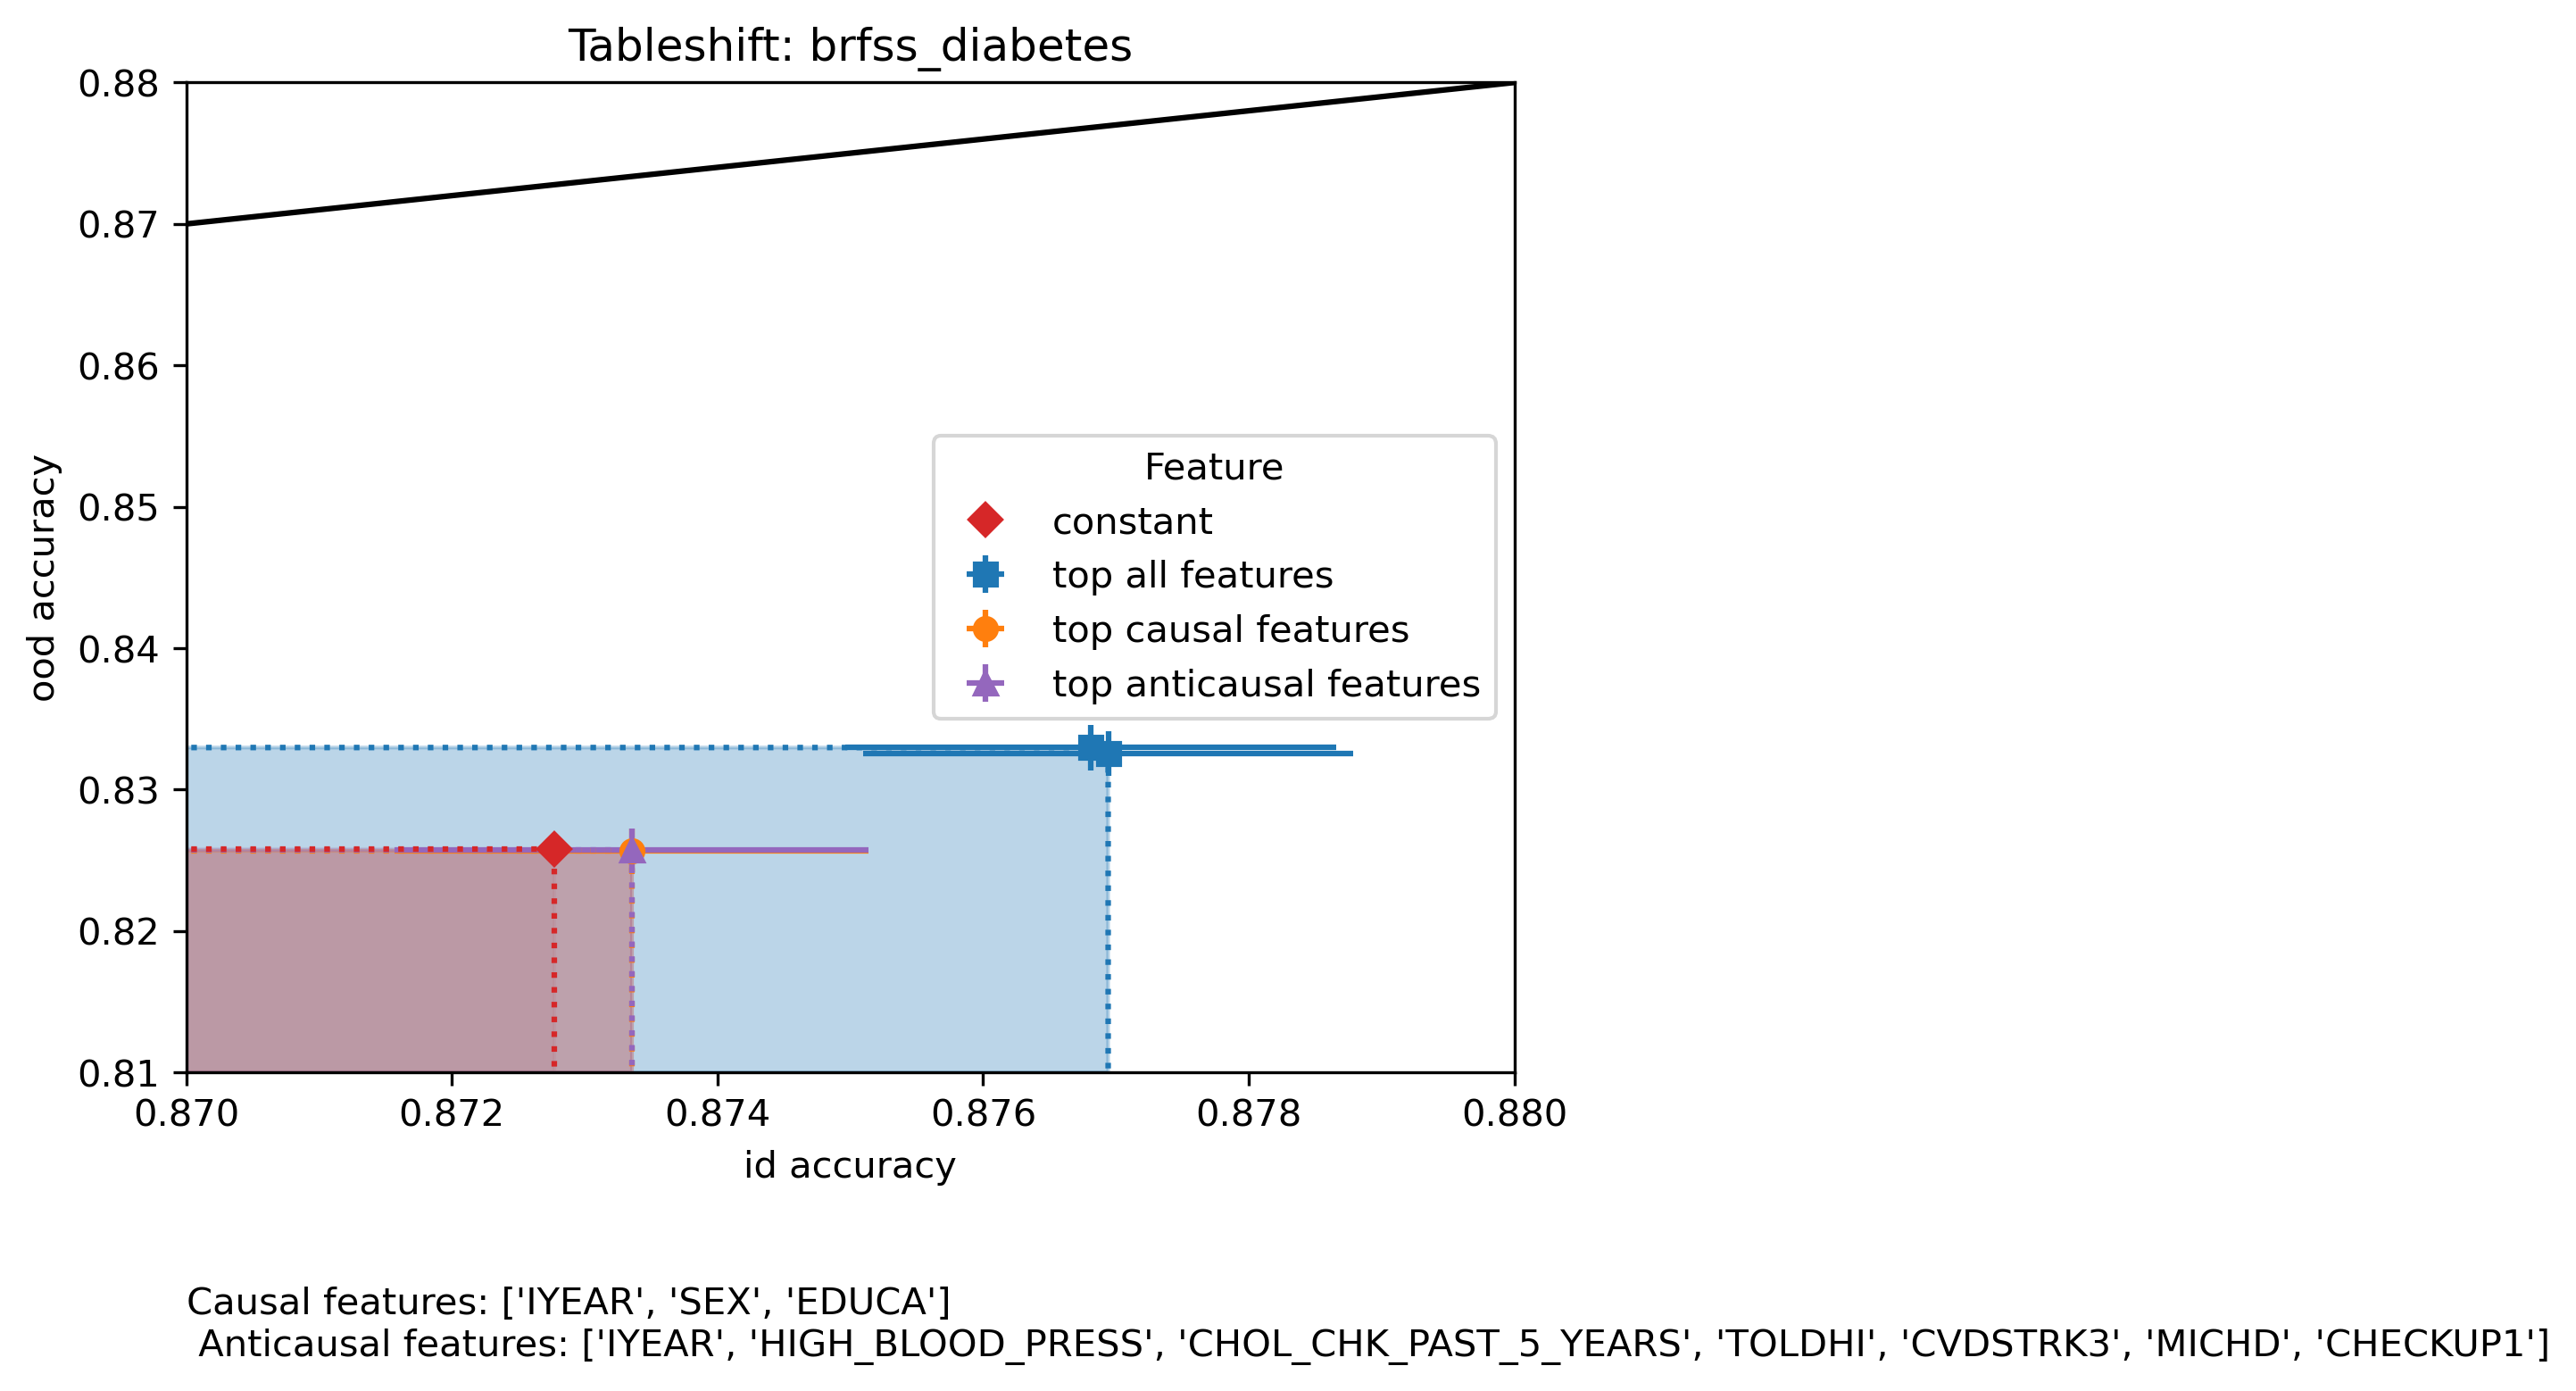 Tableshift: brfss_diabetes
0.88
0.87
0.86
0.85
0.84
0.83
0.82
0.81
ood accuracy
Feature
constant
top all features
top causal features
top anticausal features
0.870
0.872
0.874
0.876
0.878
0.880
id accuracy
Causal features: ['IYEAR', 'SEX', 'EDUCA']
Anticausal features: ['IYEAR', 'HIGH_BLOOD_PRESS', 'CHOL_CHK_PAST_5_YEARS', 'TOLDHI', 'CVDSTRK3', 'MICHD', 'CHECKUP1']